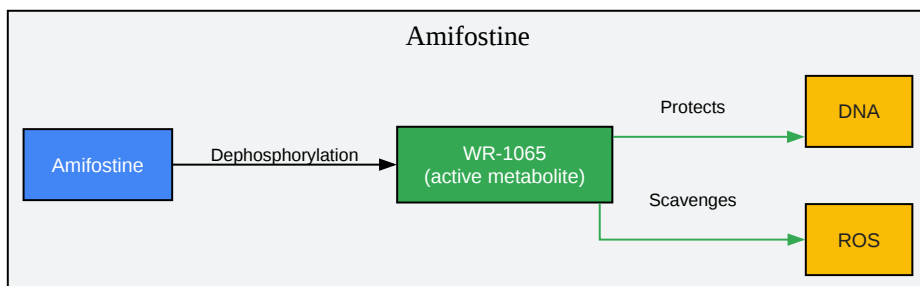 Amifostine
Amifostine
Dephosphorylation
WR-1065
(active metabolite)
Protects
DNA
Scavenges
ROS